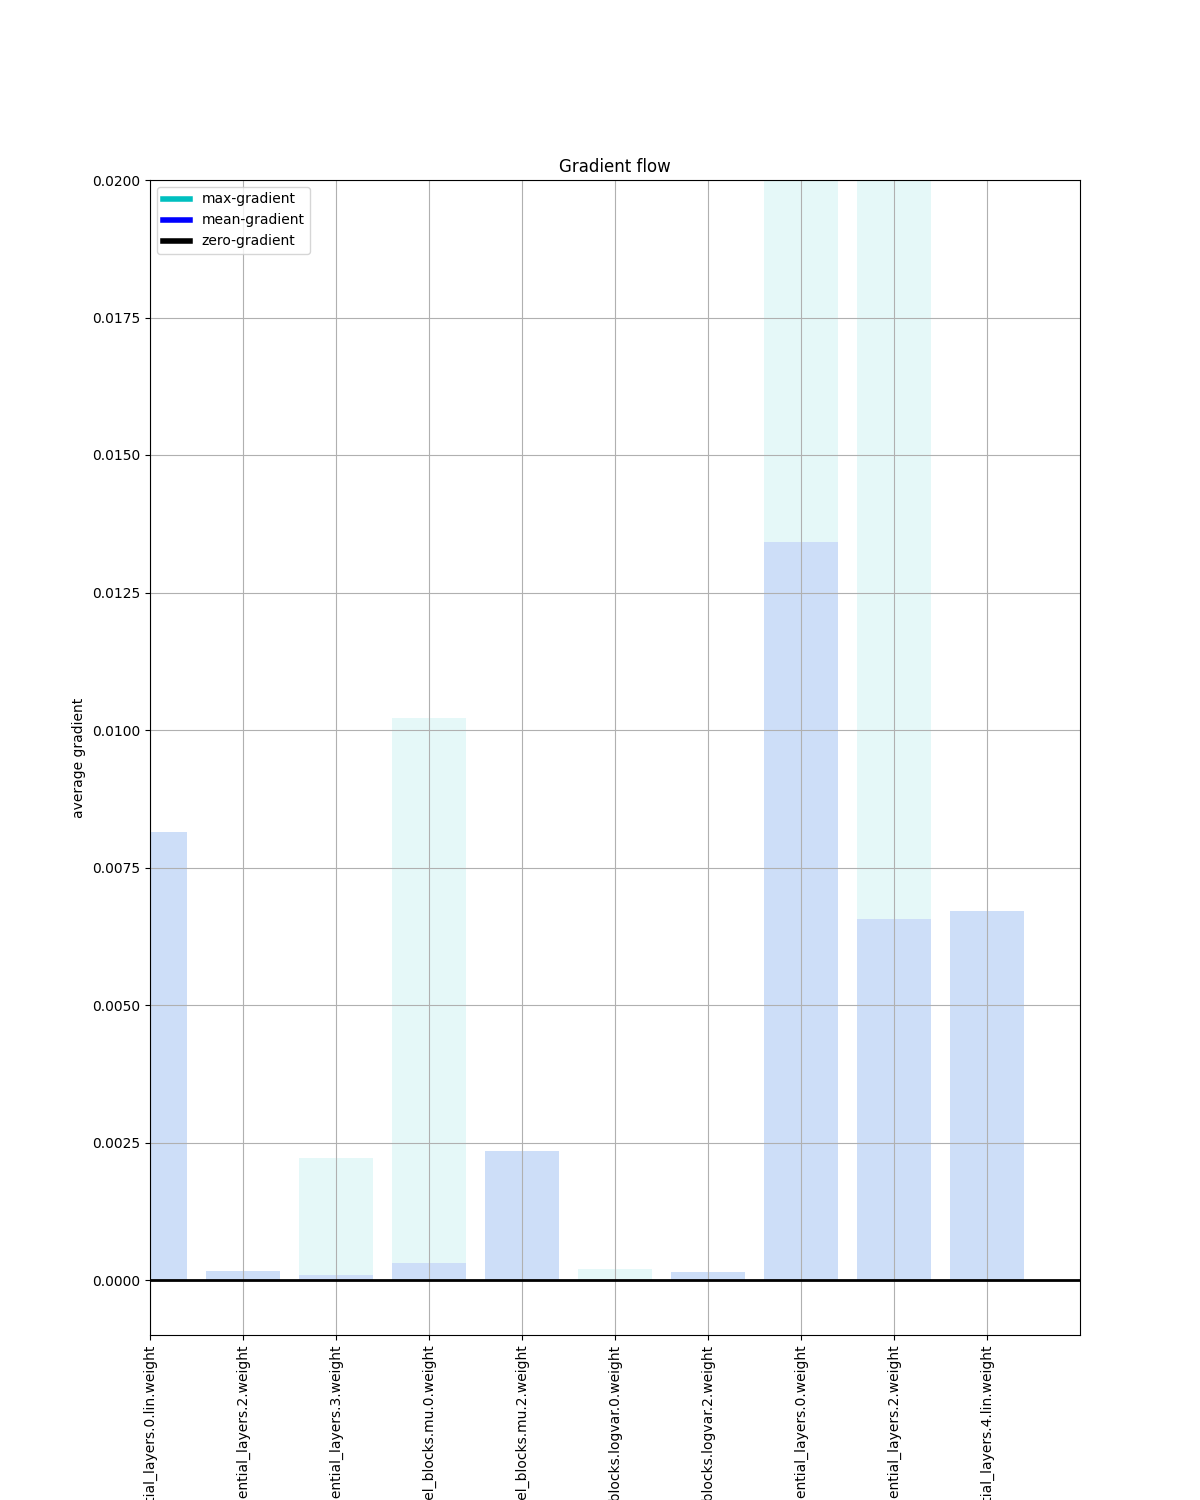 Gradient flow
max-gradient
mean-gradient
zero-gradient
0.0200
0.0175
0.0150
0.0125
0.0100
0.0075
0.0050
0.0025
0.0000
average gradient
tial_layers.0.lin.weight
ential_layers.2.weight
ential_layers.3.weight
el_blocks.mu.0.weight
el_blocks.mu.2.weight
blocks.logvar.0.weight
blocks.logvar.2.weight
ential_layers.0.weight
ential_layers.2.weight
tial_layers.4.lin.weight